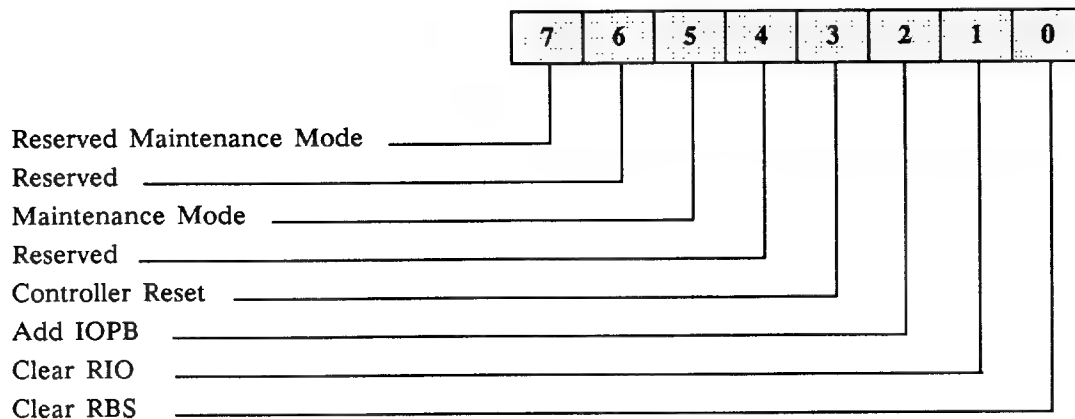 7 6 5 4 3 2 1 0
Reserved Maintenance Mode
Reserved
Maintenance Mode
Reserved
Controller Reset
Add IOPB
Clear RIO
Clear RBS